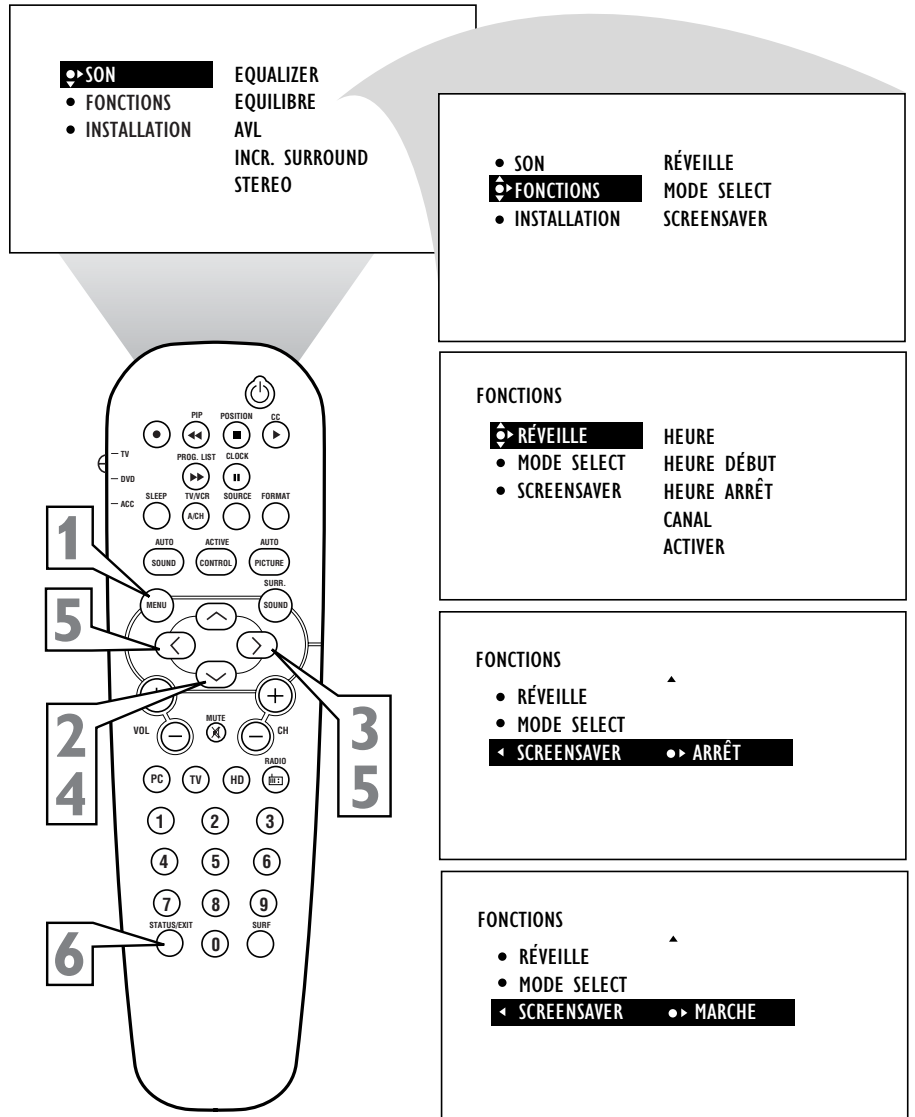 SON EQUALIZER
FONCTIONS EQUILIBRE
INSTALLATION AVL
INCR. SURROUND
STEREO
SON RÉVEILLE
FONCTIONS MODE SELECT
INSTALLATION SCREENSAVER
FONCTIONS
RÉVEILLE HEURE
MODE SELECT HEURE DÉBUT
SCREENSAVER HEURE ARRÊT
CANAL
ACTIVER
FONCTIONS
RÉVEILLE
MODE SELECT
SCREENSAVER ARRÊT
FONCTIONS
RÉVEILLE
MODE SELECT
SCREENSAVER MARCHE
PIP POSITION CC
TV
PROG. LIST CLOCK
DVD
ACC
SLEEP TV/VCR SOURCE FORMAT
A/CH
AUTO ACTIVE AUTO
SOUND CONTROL PICTURE
SURR.
MENU SOUND
MUTE
VOL CH
RADIO
PC TV HD
1 2 3
4 5 6
7 8 9
STATUS/EXIT SURF
0
1
5
2
4
3
5
6